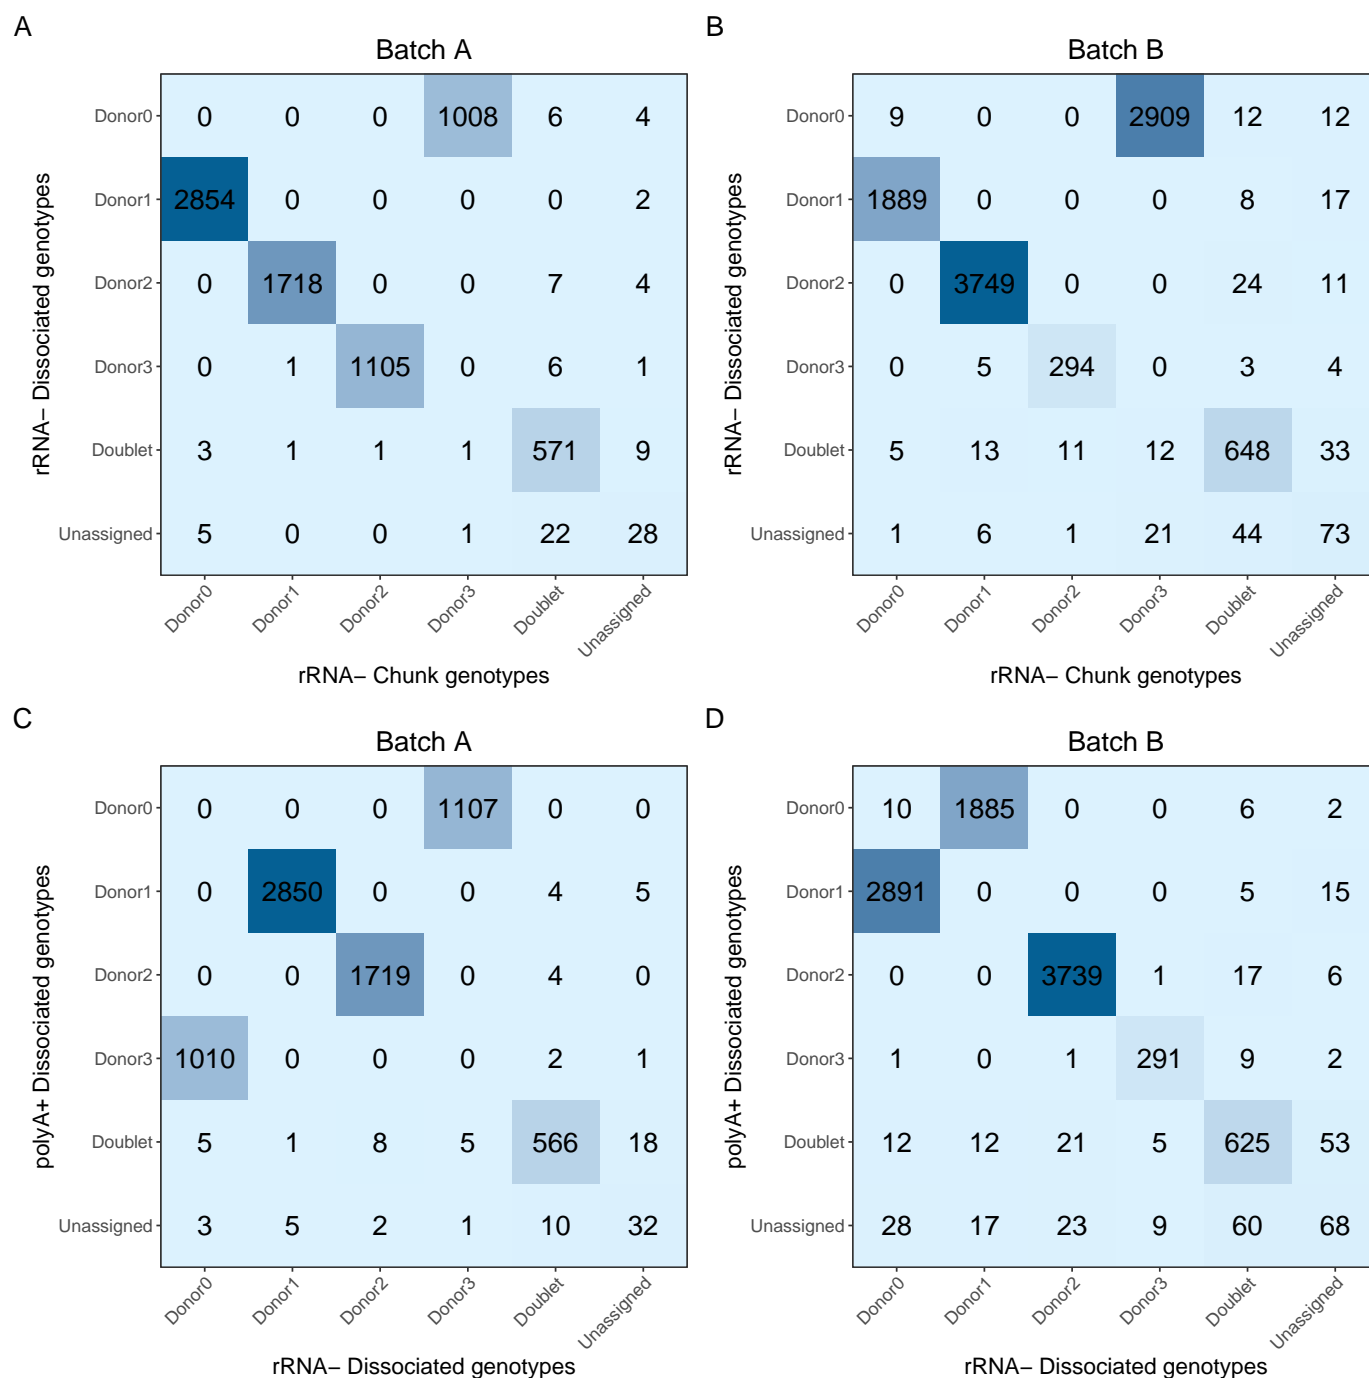 A
Batch A
rRNA− Dissociated genotypes
Donor0 0 0 0 1008 6 4
Donor1 2854 0 0 0 0 2
Donor2 0 1718 0 0 7 4
Donor3 0 1 1105 0 6 1
Doublet 3 1 1 1 571 9
Unassigned 5 0 0 1 22 28
Donor0 Donor1 Donor2 Donor3 Doublet Unassigned
rRNA− Chunk genotypes
B
Batch B
rRNA− Dissociated genotypes
Donor0 9 0 0 2909 12 12
Donor1 1889 0 0 0 8 17
Donor2 0 3749 0 0 24 11
Donor3 0 5 294 0 3 4
Doublet 5 13 11 12 648 33
Unassigned 1 6 1 21 44 73
Donor0 Donor1 Donor2 Donor3 Doublet Unassigned
rRNA− Chunk genotypes
C
Batch A
polyA+ Dissociated genotypes
Donor0 0 0 0 1107 0 0
Donor1 0 2850 0 0 4 5
Donor2 0 0 1719 0 4 0
Donor3 1010 0 0 0 2 1
Doublet 5 1 8 5 566 18
Unassigned 3 5 2 1 10 32
Donor0 Donor1 Donor2 Donor3 Doublet Unassigned
rRNA− Dissociated genotypes
D
Batch B
polyA+ Dissociated genotypes
Donor0 10 1885 0 0 6 2
Donor1 2891 0 0 0 5 15
Donor2 0 0 3739 1 17 6
Donor3 1 0 1 291 9 2
Doublet 12 12 21 5 625 53
Unassigned 28 17 23 9 60 68
Donor0 Donor1 Donor2 Donor3 Doublet Unassigned
rRNA− Dissociated genotypes